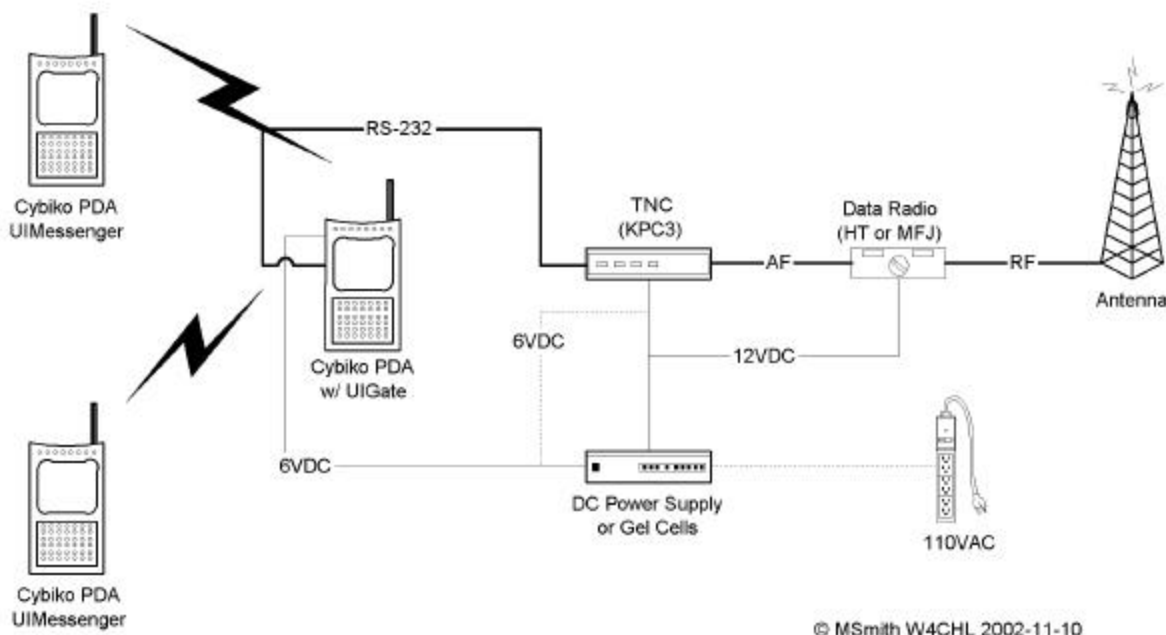 Cybiko PDA
UIMessenger
RS-232
Cybiko PDA
w/ UIGate
TNC
(KPC3)
AF
Data Radio
(HT or MFJ)
RF
Antenna
6VDC
12VDC
6VDC
DC Power Supply
or Gel Cells
110VAC
Cybiko PDA
UIMessenger
© MSmith W4CHL 2002-11-10